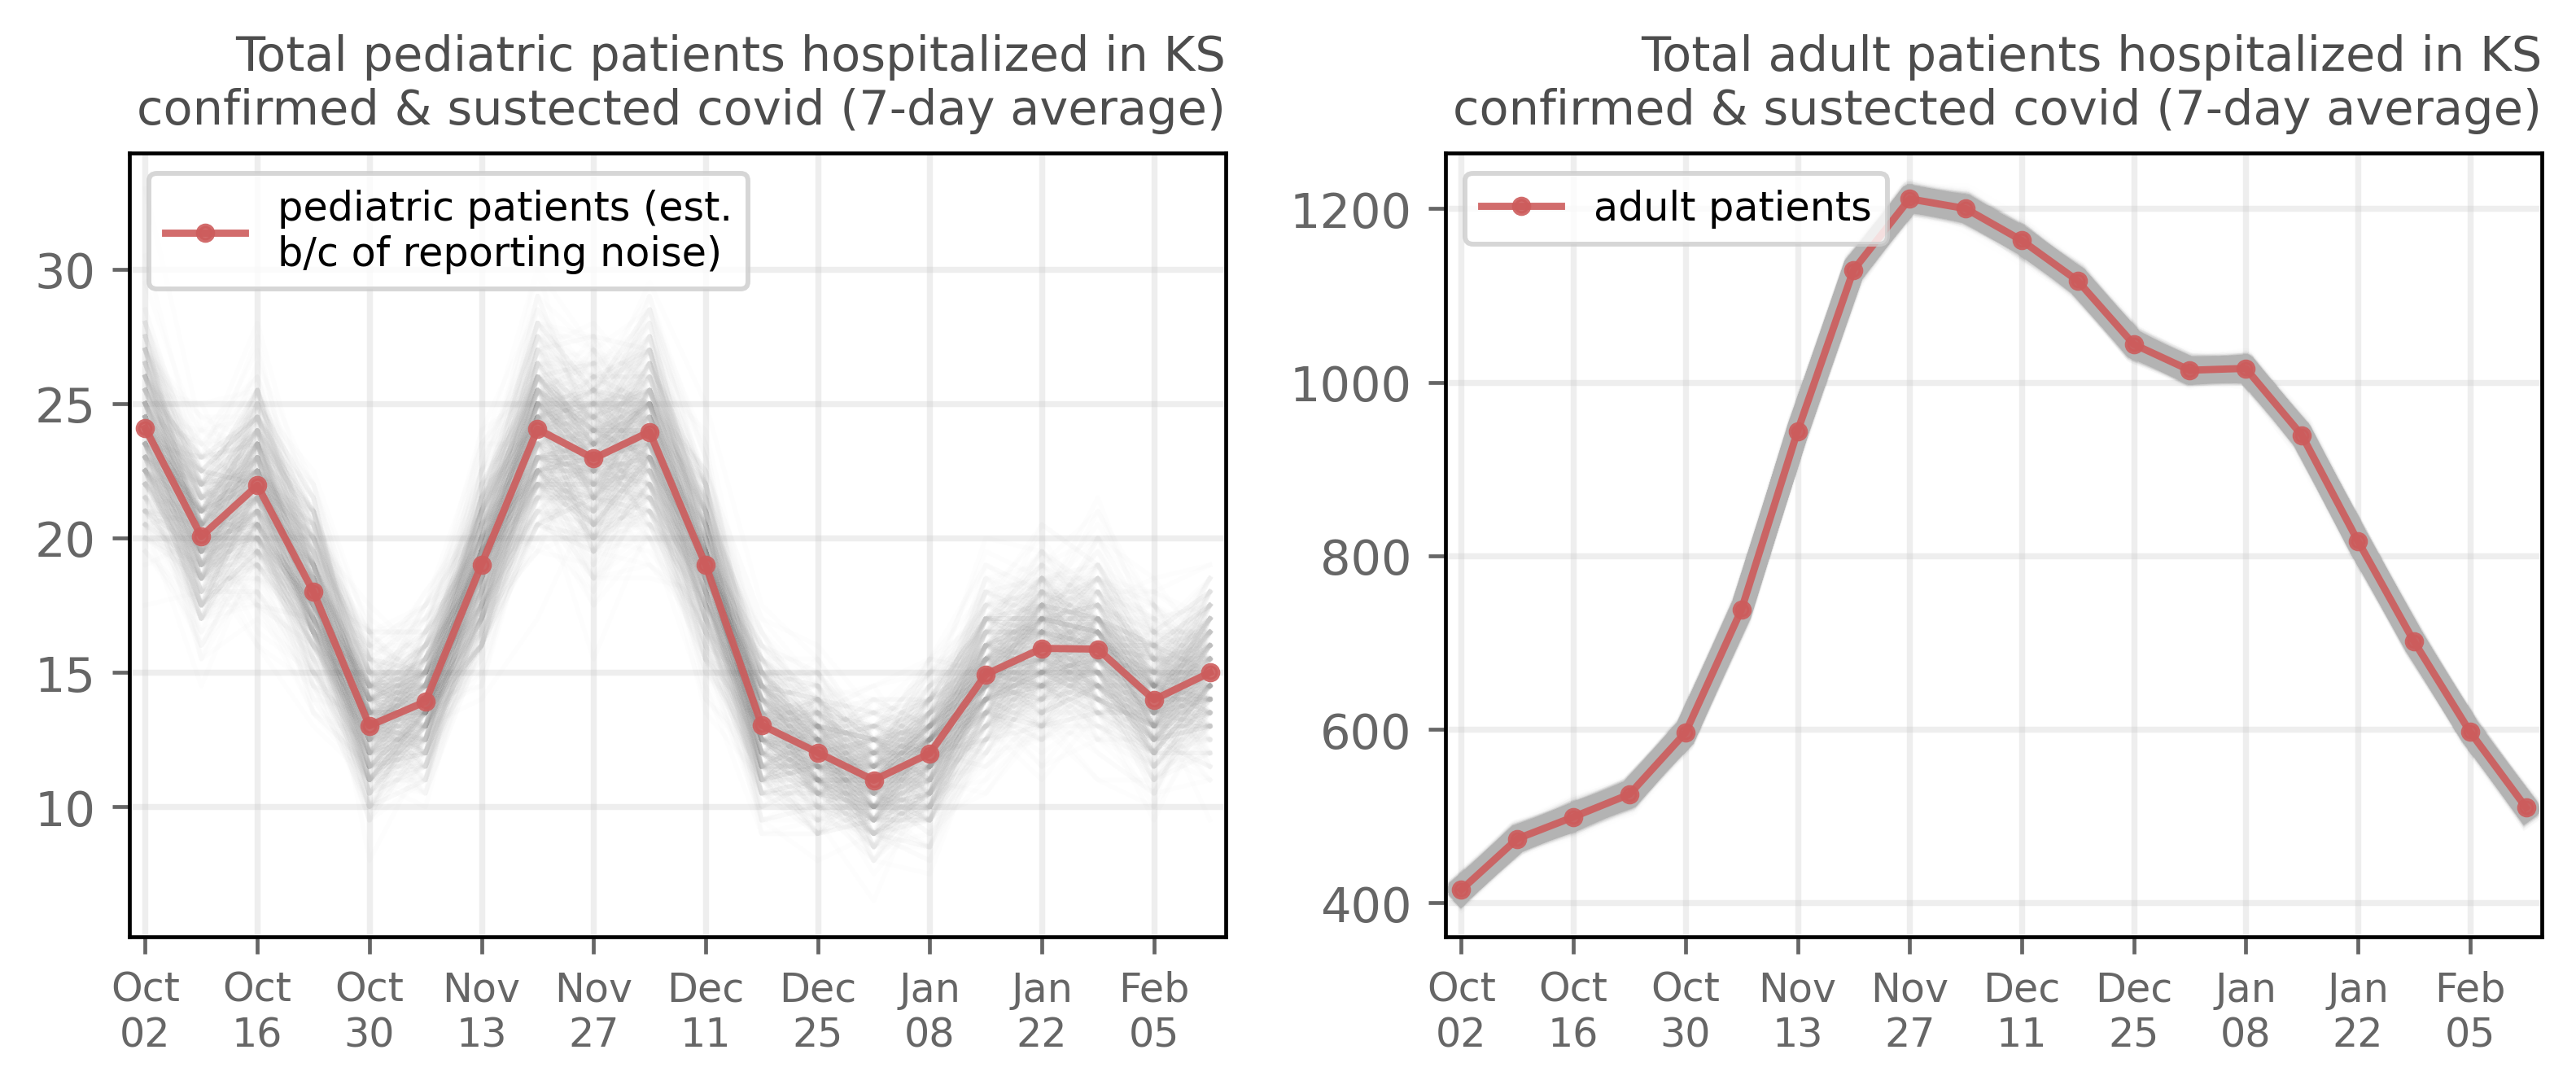 Total pediatric patients hospitalized in KS
confirmed & sustected covid (7-day average)
pediatric patients (est.
b/c of reporting noise)
30
25
20
15
10
Oct Oct Oct Nov Nov Dec Dec Jan Jan Feb
02 16 30 13 27 11 25 08 22 05
Total adult patients hospitalized in KS
confirmed & sustected covid (7-day average)
adult patients
1200
1000
800
600
400
Oct Oct Oct Nov Nov Dec Dec Jan Jan Feb
02 16 30 13 27 11 25 08 22 05